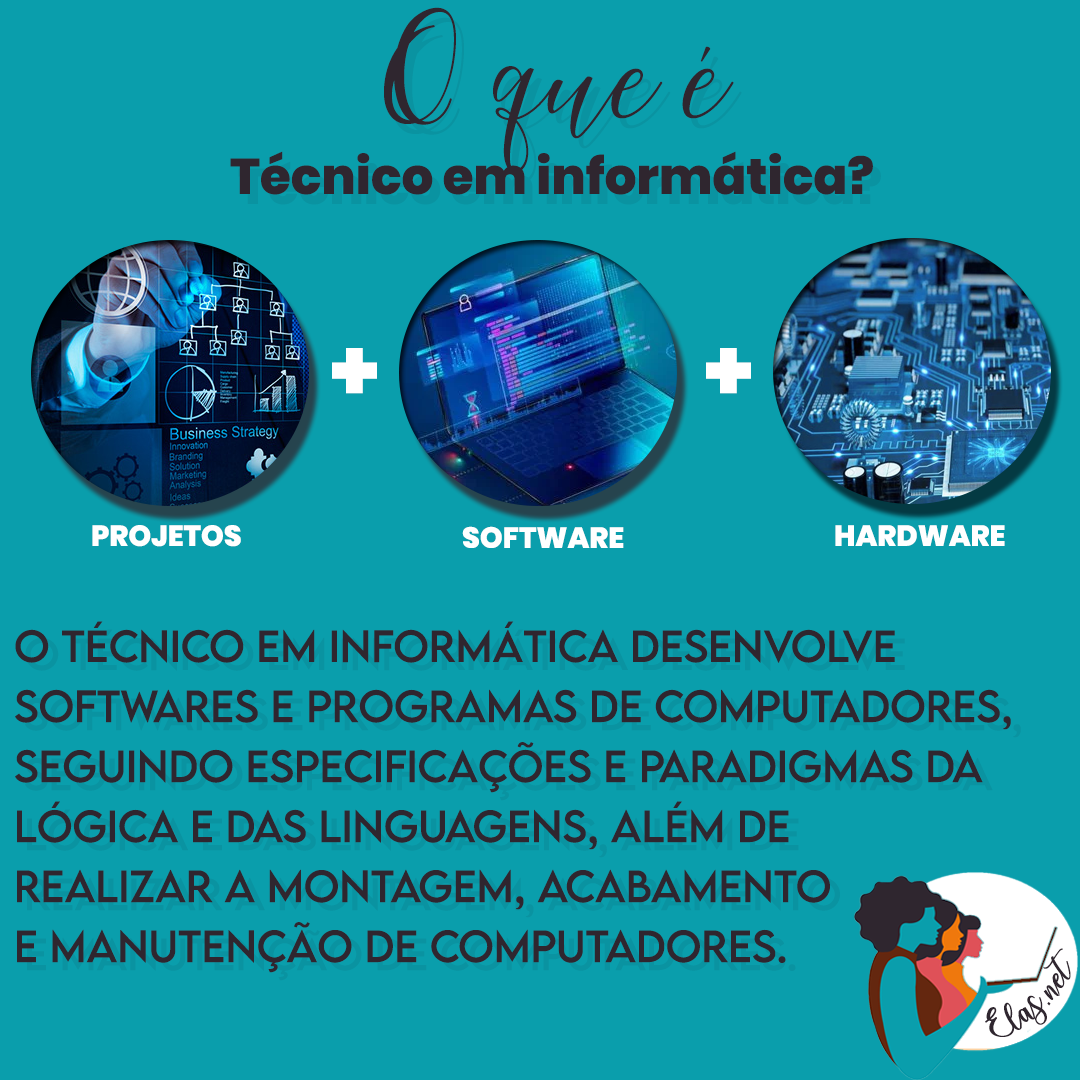 O que é
Técnico em informática?
Business Strategy
Innovation
Branding
Solution
Marketing
Analysis
Ideas
PROJETOS
SOFTWARE
HARDWARE
O TÉCNICO EM INFORMÁTICA DESENVOLVE
SOFTWARES E PROGRAMAS DE COMPUTADORES,
SEGUINDO ESPECIFICAÇÕES E PARADIGMAS DA
LÓGICA E DAS LINGUAGENS, ALÉM DE
REALIZAR A MONTAGEM, ACABAMENTO
E MANUTENÇÃO DE COMPUTADORES.
Elas.net